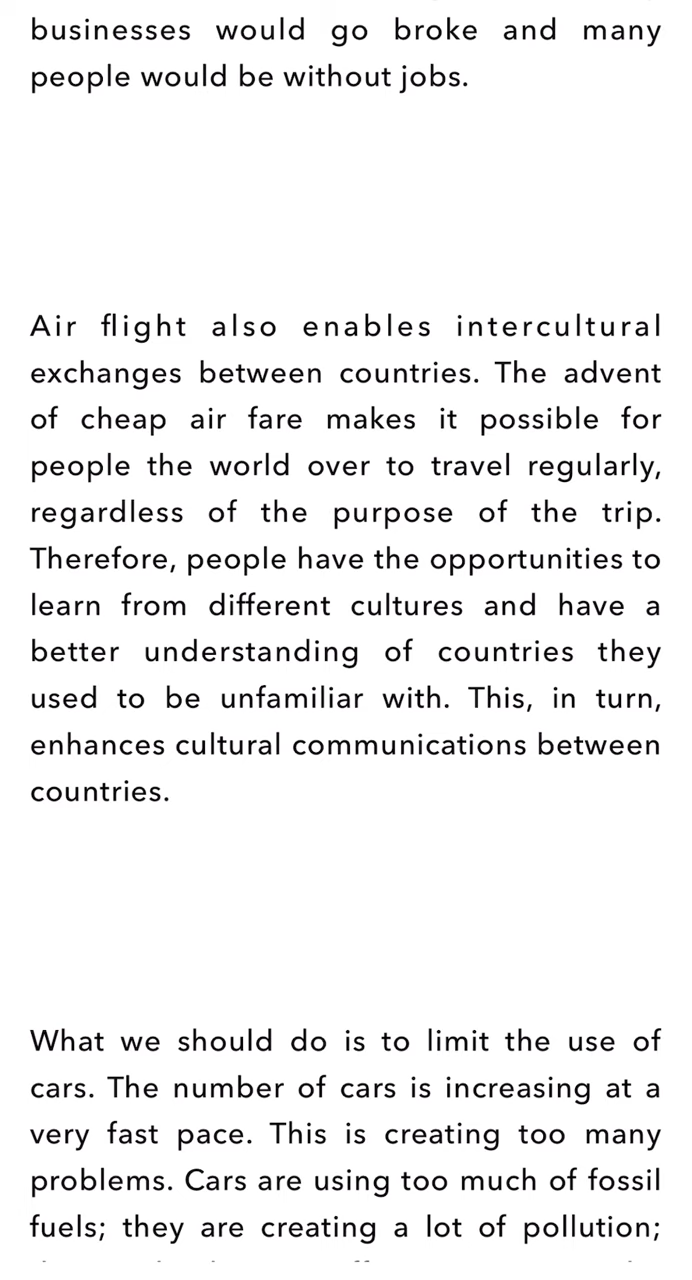 businesses would go broke and many
people would be without jobs.
Air flight also enables intercultural
exchanges between countries. The advent
of cheap air fare makes it possible for
people the world over to travel regularly,
regardless of the purpose of the trip.
Therefore, people have the opportunities to
learn from different cultures and have a
better understanding of countries they
used to be unfamiliar with. This, in turn,
enhances cultural communications between
countries.
What we should do is to limit the use of
cars. The number of cars is increasing at a
very fast pace. This is creating too many
problems. Cars are using too much of fossil
fuels; they are creating a lot of pollution;